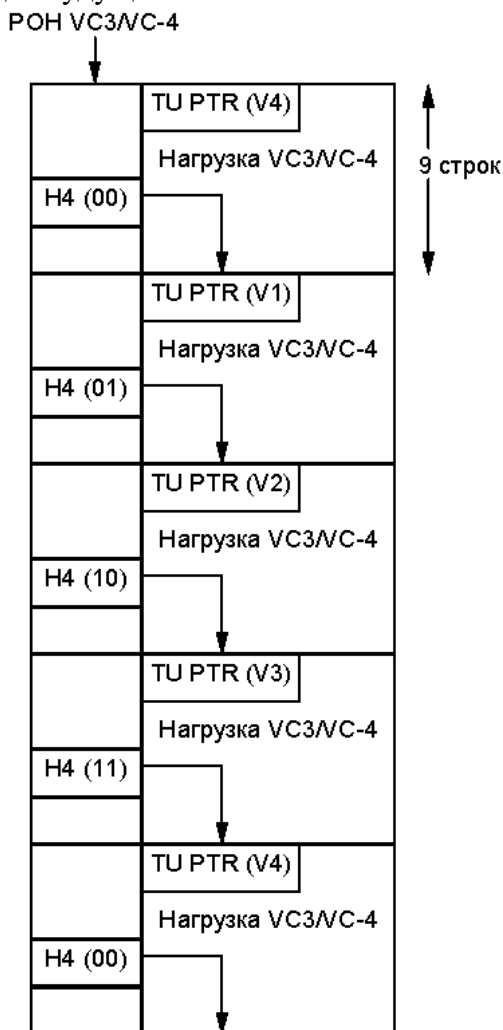 РОН VC3/VC-4
TU PTR (V4)
Нагрузка VC3/VC-4
9 строк
H4 (00)
TU PTR (V1)
Нагрузка VC3/VC-4
H4 (01)
TU PTR (V2)
Нагрузка VC3/VC-4
H4 (10)
TU PTR (V3)
Нагрузка VC3/VC-4
H4 (11)
TU PTR (V4)
Нагрузка VC3/VC-4
H4 (00)